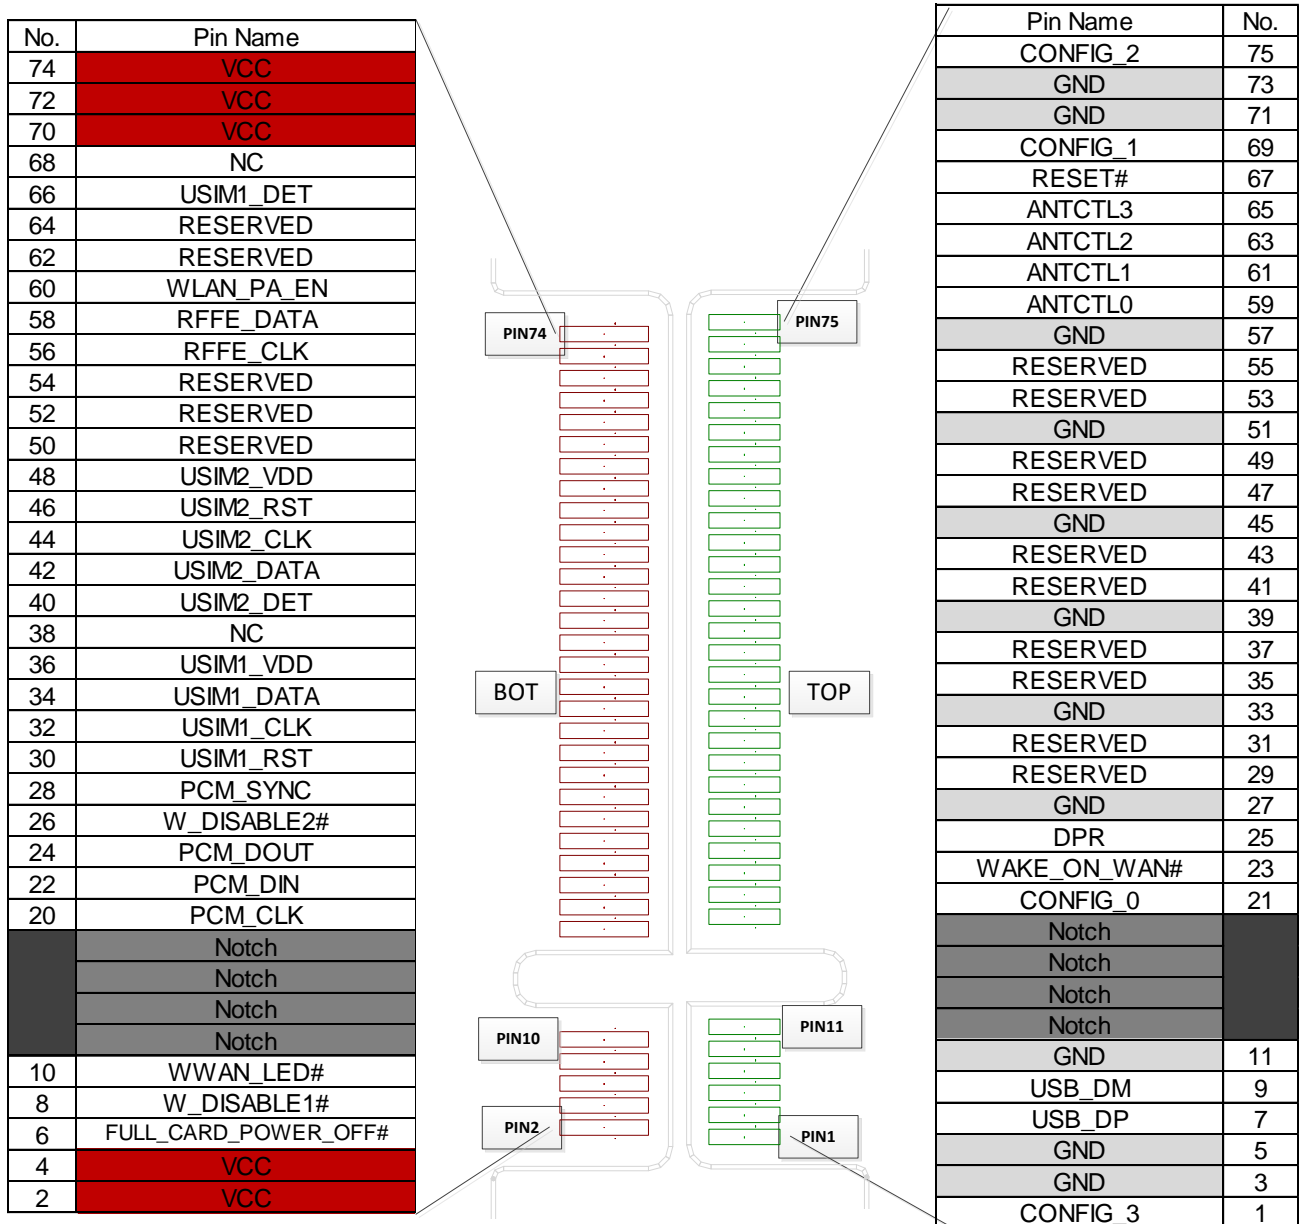 No. Pin Name
74 VCC
72 VCC
70 VCC
68 NC
66 USIM1_DET
64 RESERVED
62 RESERVED
60 WLAN_PA_EN
58 RFFE_DATA
56 RFFE_CLK
54 RESERVED
52 RESERVED
50 RESERVED
48 USIM2_VDD
46 USIM2_RST
44 USIM2_CLK
42 USIM2_DATA
40 USIM2_DET
38 NC
36 USIM1_VDD
34 USIM1_DATA
32 USIM1_CLK
30 USIM1_RST
28 PCM_SYNC
26 W_DISABLE2#
24 PCM_DOUT
22 PCM_DIN
20 PCM_CLK
Notch
Notch
Notch
Notch
10 WWAN_LED#
8 W_DISABLE1#
6 FULL_CARD_POWER_OFF#
4 VCC
2 VCC
PIN74
PIN75
BOT
TOP
PIN10
PIN11
PIN2
PIN1
Pin Name No.
CONFIG_2 75
GND 73
GND 71
CONFIG_1 69
RESET# 67
ANTCTL3 65
ANTCTL2 63
ANTCTL1 61
ANTCTL0 59
GND 57
RESERVED 55
RESERVED 53
GND 51
RESERVED 49
RESERVED 47
GND 45
RESERVED 43
RESERVED 41
GND 39
RESERVED 37
RESERVED 35
GND 33
RESERVED 31
RESERVED 29
GND 27
DPR 25
WAKE_ON_WAN# 23
CONFIG_0 21
Notch
Notch
Notch
Notch
GND 11
USB_DM 9
USB_DP 7
GND 5
GND 3
CONFIG_3 1